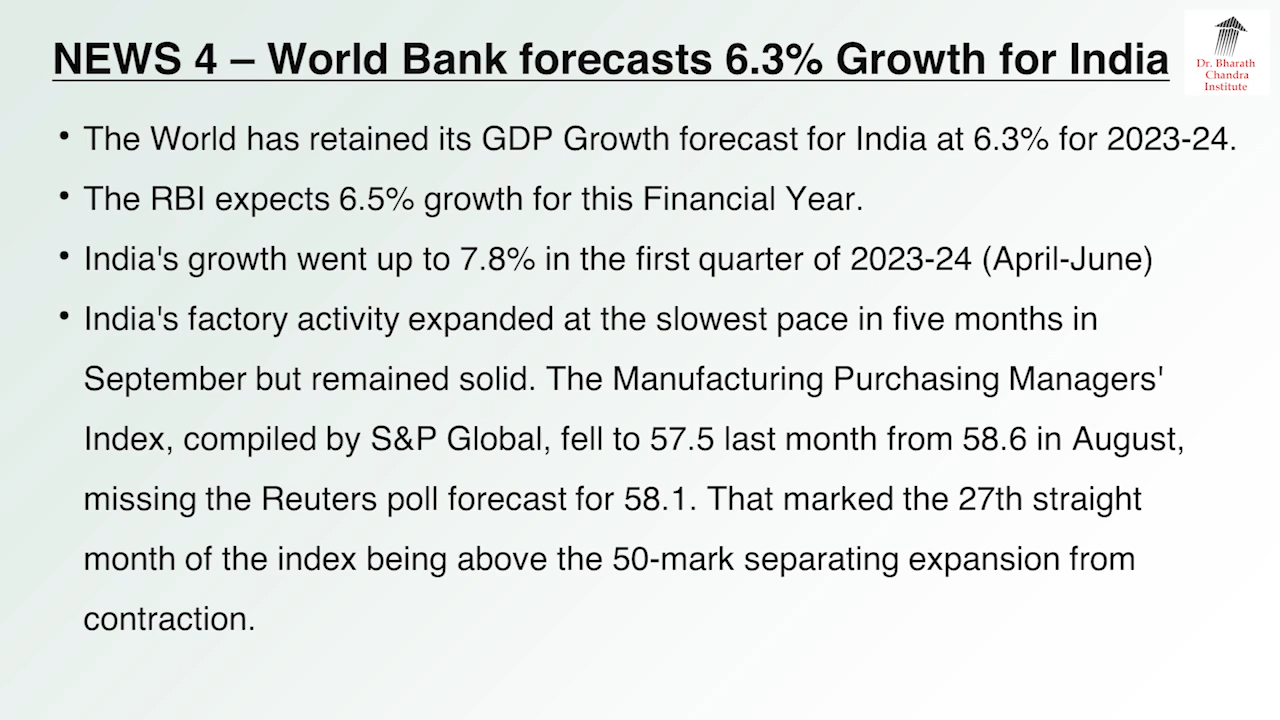 NEWS 4 – World Bank forecasts 6.3% Growth for India
Dr. Bharath
Chandra
Institute
• The World has retained its GDP Growth forecast for India at 6.3% for 2023-24.
• The RBI expects 6.5% growth for this Financial Year.
• India's growth went up to 7.8% in the first quarter of 2023-24 (April-June)
• India's factory activity expanded at the slowest pace in five months in
September but remained solid. The Manufacturing Purchasing Managers'
Index, compiled by S&P Global, fell to 57.5 last month from 58.6 in August,
missing the Reuters poll forecast for 58.1. That marked the 27th straight
month of the index being above the 50-mark separating expansion from
contraction.